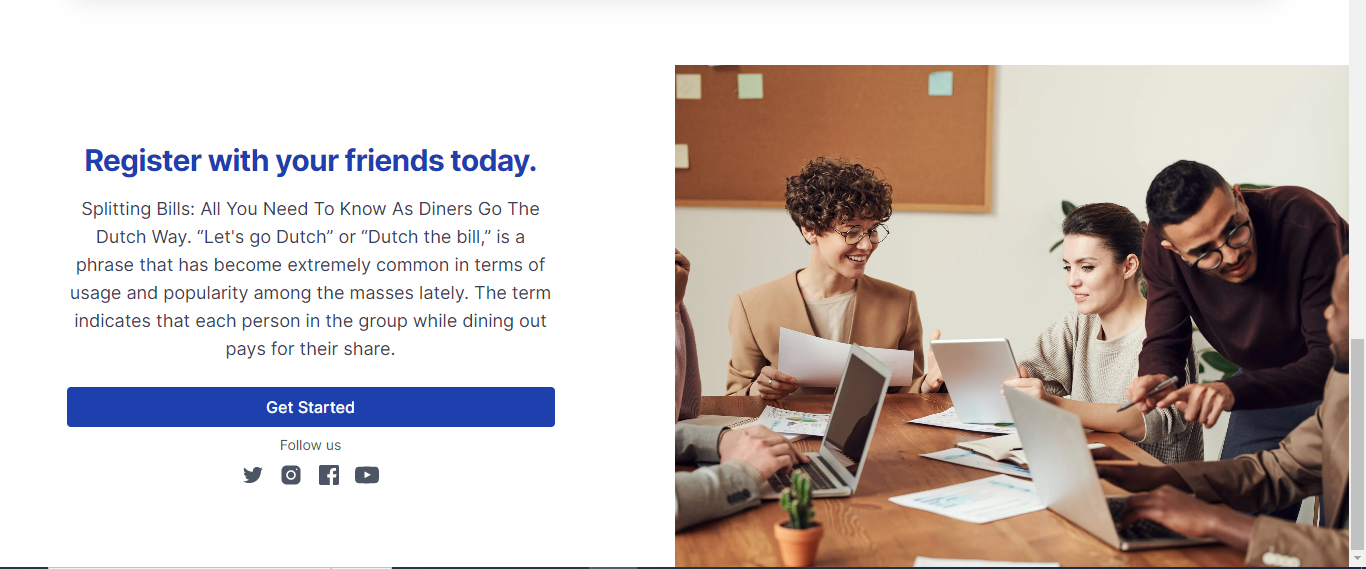 Register with your friends today.
Splitting Bills: All You Need To Know As Diners Go The
Dutch Way. “Let's go Dutch” or “Dutch the bill,” is a
phrase that has become extremely common in terms of
usage and popularity among the masses lately. The term
indicates that each person in the group while dining out
pays for their share.
Get Started
Follow us